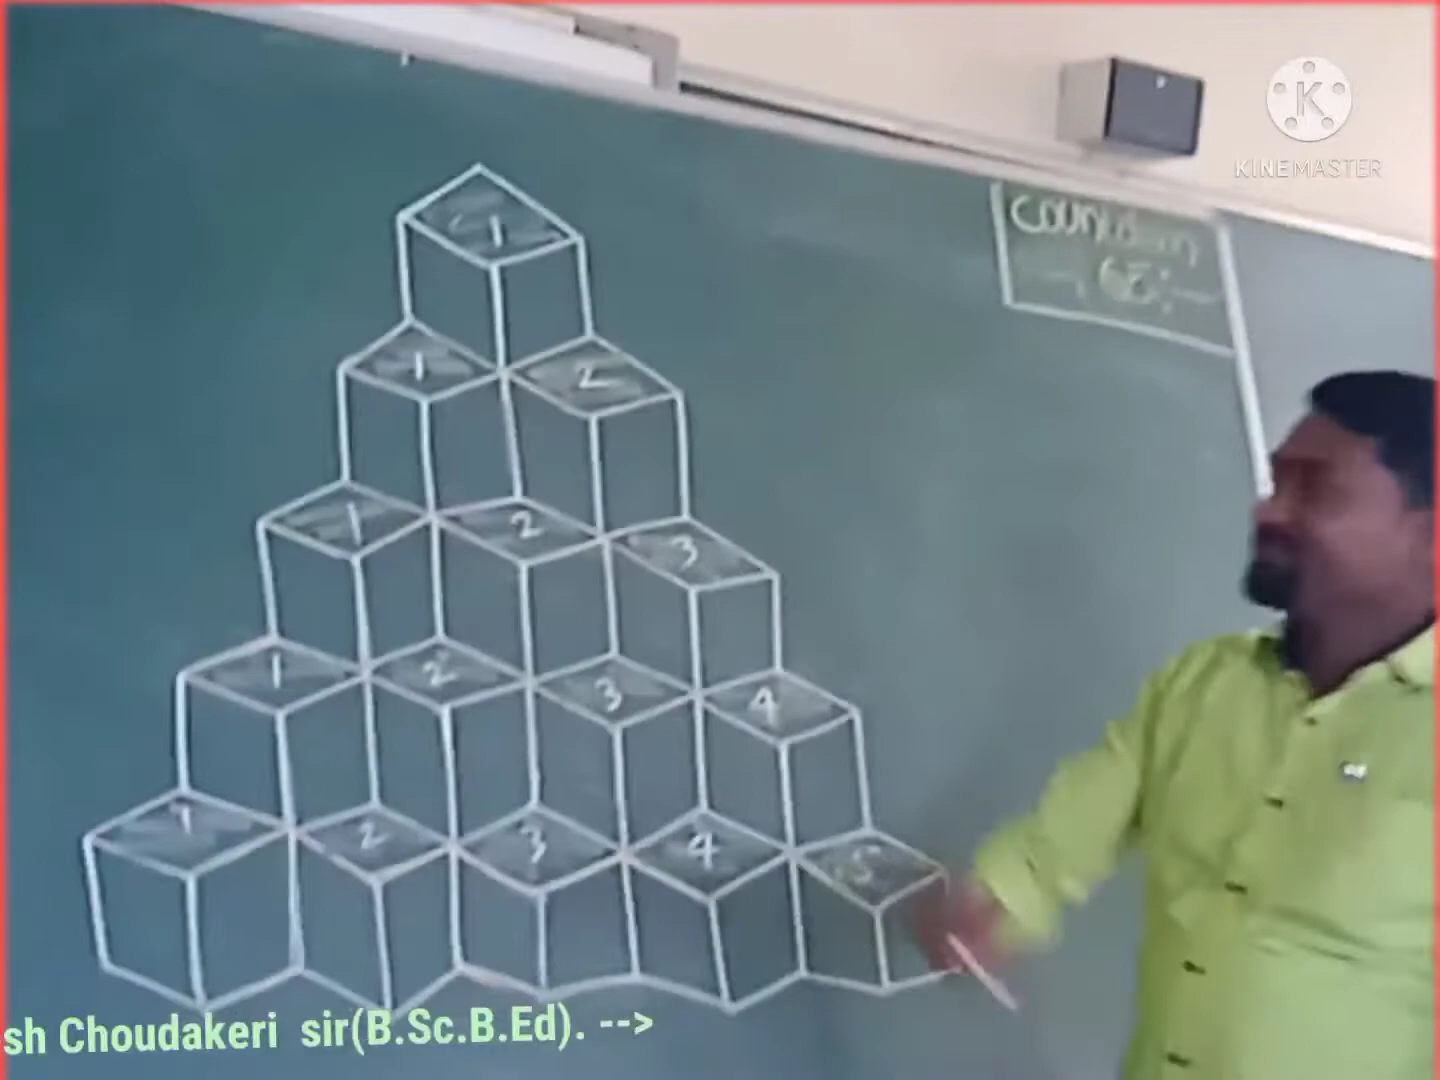 KINEMASTER
1
1 2
1 2 3
1 2 3 4
1 2 3 4 5
sh Choudakeri sir(B.Sc.B.Ed). -->